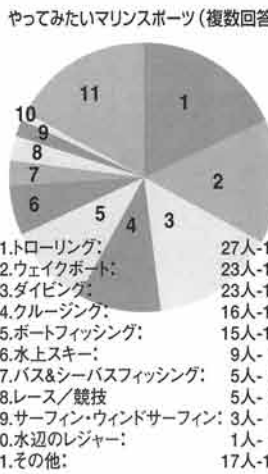 やってみたいマリンスポーツ(複数回答
1
2
3
4
5
6
7
8
9
10
11
1.トローリング: 27人-1
2.ウェイクボート: 23人-1
3.ダイビング: 23人-1
4.クルージング: 16人-1
5.ボートフィッシング: 15人-1
6.水上スキー: 9人-
7.バス&シーバスフィッシング: 5人-
8.レース/競技 5人-
9.サーフィン・ウィンドサーフィン: 3人-
0.水辺のレジャー: 1人-
1.その他: 17人-1